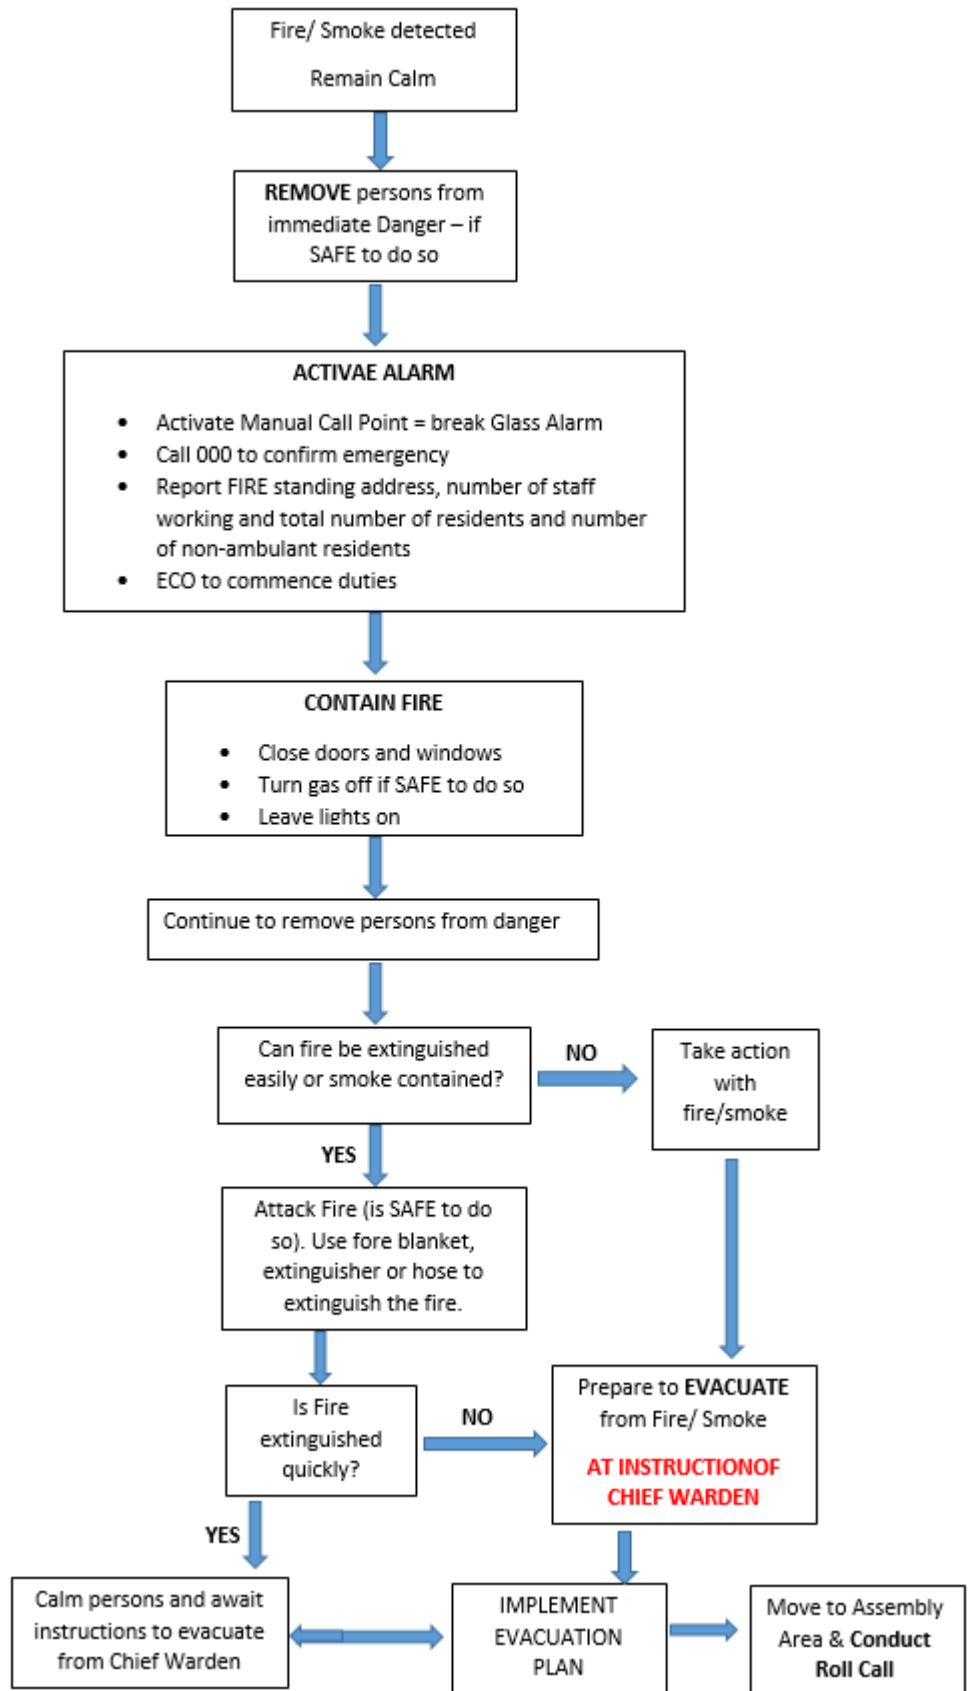 Fire/ Smoke detected
Remain Calm
REMOVE persons from
immediate Danger – if
SAFE to do so
ACTIVAE ALARM
• Activate Manual Call Point = break Glass Alarm
• Call 000 to confirm emergency
• Report FIRE standing address, number of staff
working and total number of residents and number
of non-ambulant residents
• ECO to commence duties
CONTAIN FIRE
• Close doors and windows
• Turn gas off if SAFE to do so
• Leave lights on
Continue to remove persons from danger
Can fire be extinguished
easily or smoke contained?
NO
Take action
with
fire/smoke
YES
Attack Fire (is SAFE to do
so). Use fore blanket,
extinguisher or hose to
extinguish the fire.
Is Fire
extinguished
quickly?
NO
Prepare to EVACUATE
from Fire/ Smoke
AT INSTRUCTIONOF
CHIEF WARDEN
YES
Calm persons and await
instructions to evacuate
from Chief Warden
IMPLEMENT
EVACUATION
PLAN
Move to Assembly
Area & Conduct
Roll Call